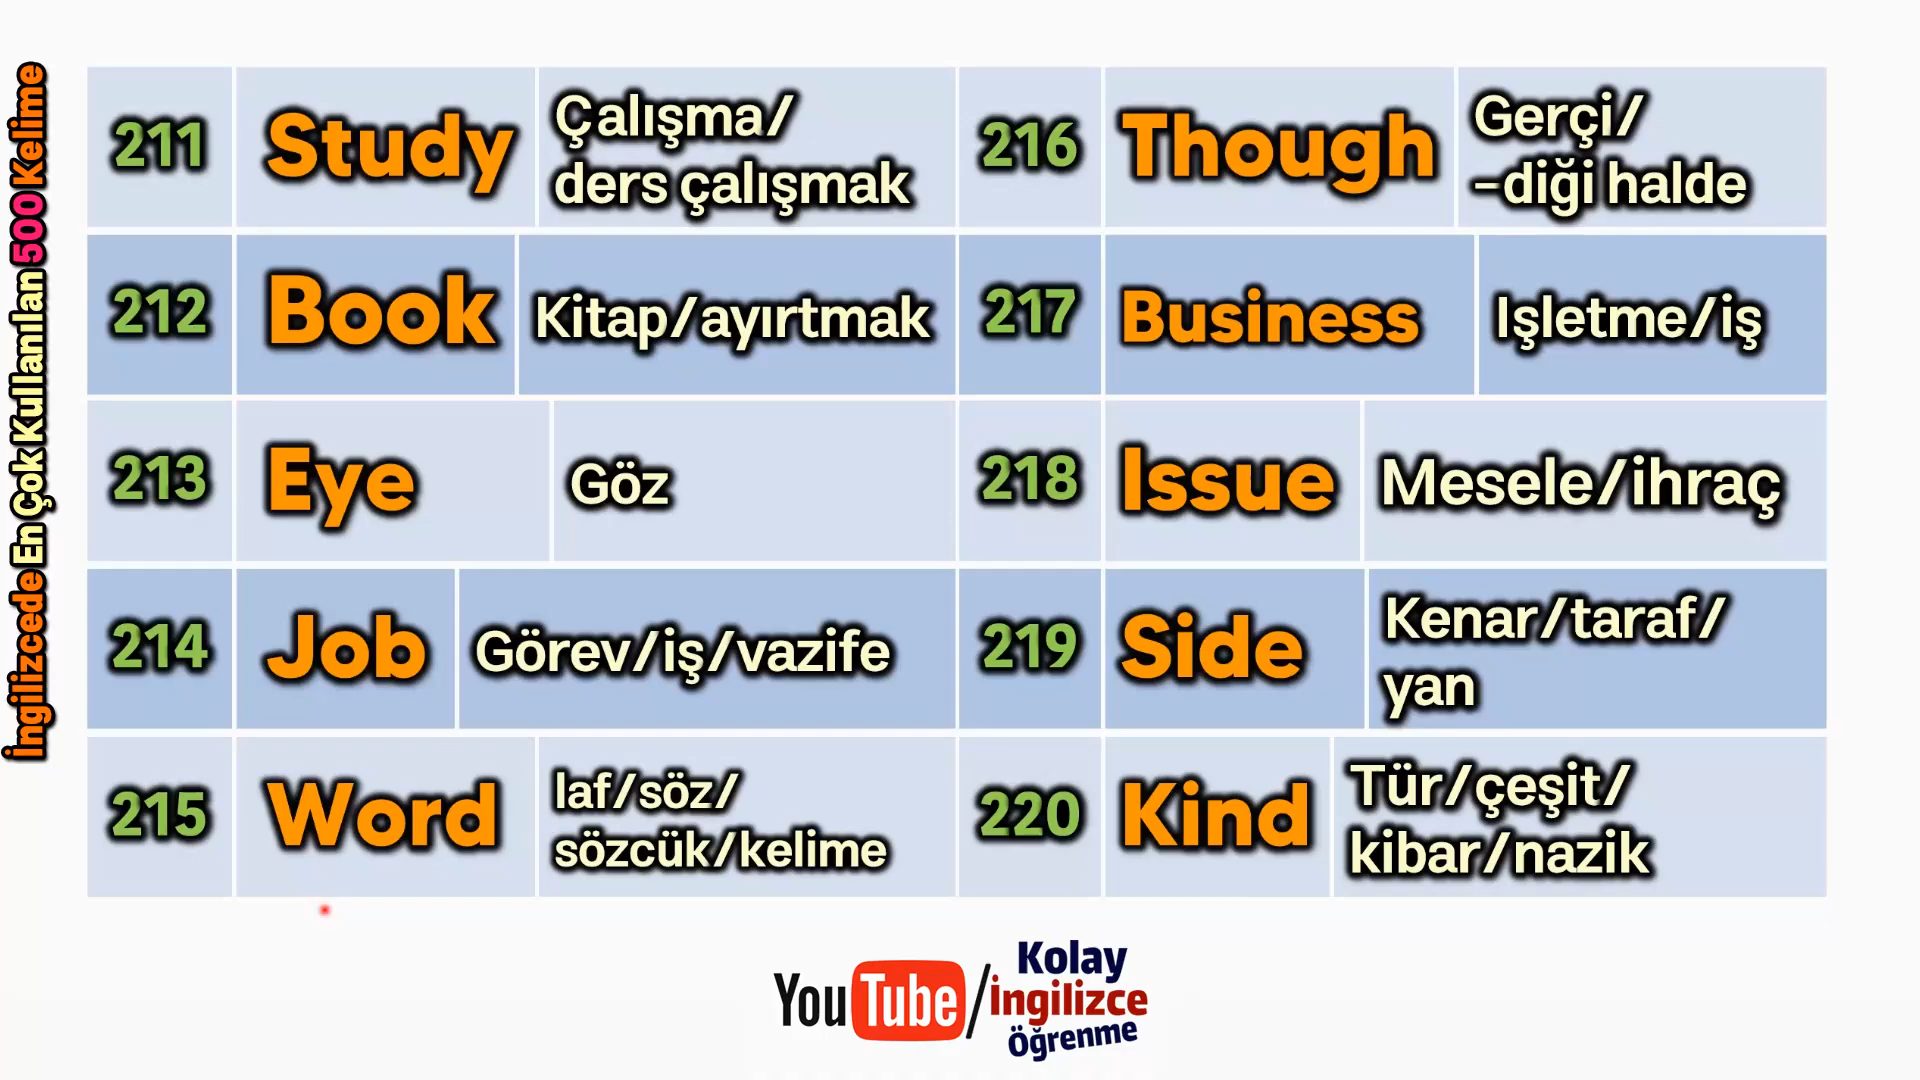 İngilizcede En Çok Kullanılan 500 Kelime
211 Study Çalışma/
ders çalışmak
212 Book Kitap/ayırtmak
213 Eye Göz
214 Job Görev/iş/vazife
215 Word laf/söz/
sözcük/kelime
216 Though Gerçi/
-diği halde
217 Business Işletme/iş
218 Issue Mesele/ihraç
219 Side Kenar/taraf/
yan
220 Kind Tür/çeşit/
kibar/nazik
YouTube/Kolay
İngilizce
Öğrenme